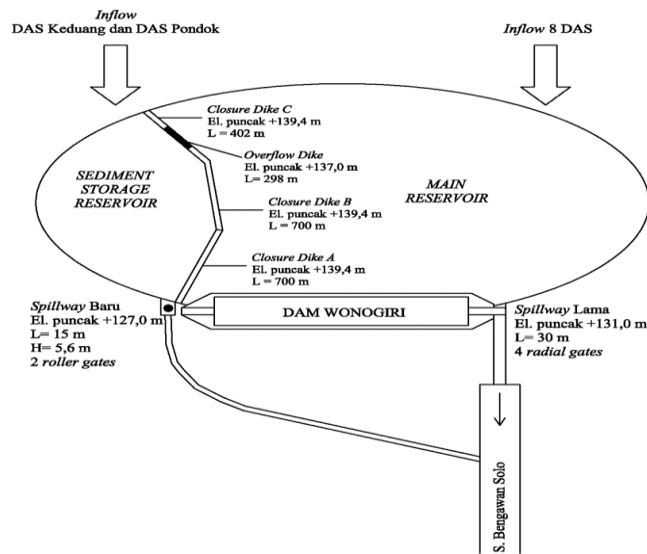 Inflow
DAS Keduang dan DAS Pondok
Inflow 8 DAS
Closure Dike C
El. puncak +139,4 m
L = 402 m
Overflow Dike
El. puncak +137,0 m
L= 298 m
SEDIMENT
STORAGE
RESERVOIR
MAIN
RESERVOIR
Closure Dike B
El. puncak +139,4 m
L = 700 m
Closure Dike A
El. puncak +139,4 m
L = 700 m
Spillway Baru
El. puncak +127,0 m
L= 15 m
H= 5,6 m
2 roller gates
DAM WONOGIRI
Spillway Lama
El. puncak +131,0 m
L= 30 m
4 radial gates
S. Bengawan Solo